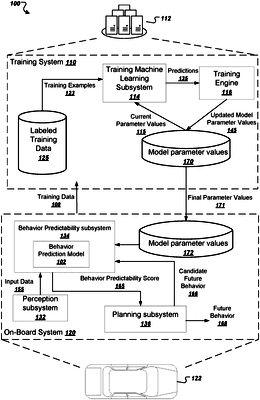 100
112
Training System 110
Training Examples
123
Training Machine
Learning Subsystem
114
Predictions
135
Training
Engine
116
Labeled
Training
Data
125
Current
Parameter
Values
115
Updated Model
Parameter Values
145
Model parameter values
170
Training Data
108
Final Parameter
Values
171
Behavior Predictability subsystem
134
Behavior
Prediction Model
102
Model parameter values
172
Input Data
155
Behavior Predictability Score
165
Candidate
Future
Behavior
166
Perception
subsystem
132
Planning subsystem
136
Future
Behavior
168
On-Board System 120
122